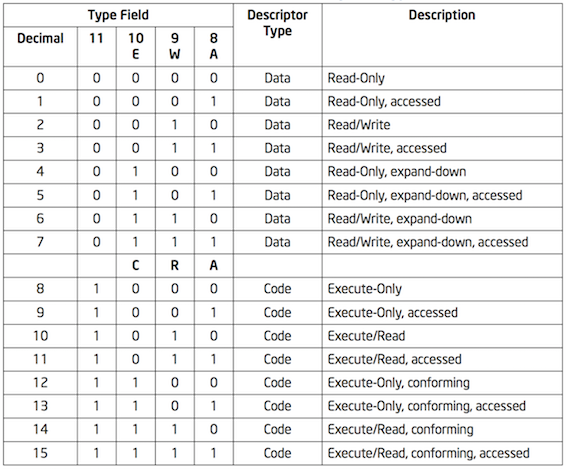 Type Field Descriptor Type Description
Decimal 11 10 E 9 W 8 A
0 0 0 0 0 Data Read-Only
1 0 0 0 1 Data Read-Only, accessed
2 0 0 1 0 Data Read/Write
3 0 0 1 1 Data Read/Write, accessed
4 0 1 0 0 Data Read-Only, expand-down
5 0 1 0 1 Data Read-Only, expand-down, accessed
6 0 1 1 0 Data Read/Write, expand-down
7 0 1 1 1 Data Read/Write, expand-down, accessed
C R A
8 1 0 0 0 Code Execute-Only
9 1 0 0 1 Code Execute-Only, accessed
10 1 0 1 0 Code Execute/Read
11 1 0 1 1 Code Execute/Read, accessed
12 1 1 0 0 Code Execute-Only, conforming
13 1 1 0 1 Code Execute-Only, conforming, accessed
14 1 1 1 0 Code Execute/Read, conforming
15 1 1 1 1 Code Execute/Read, conforming, accessed